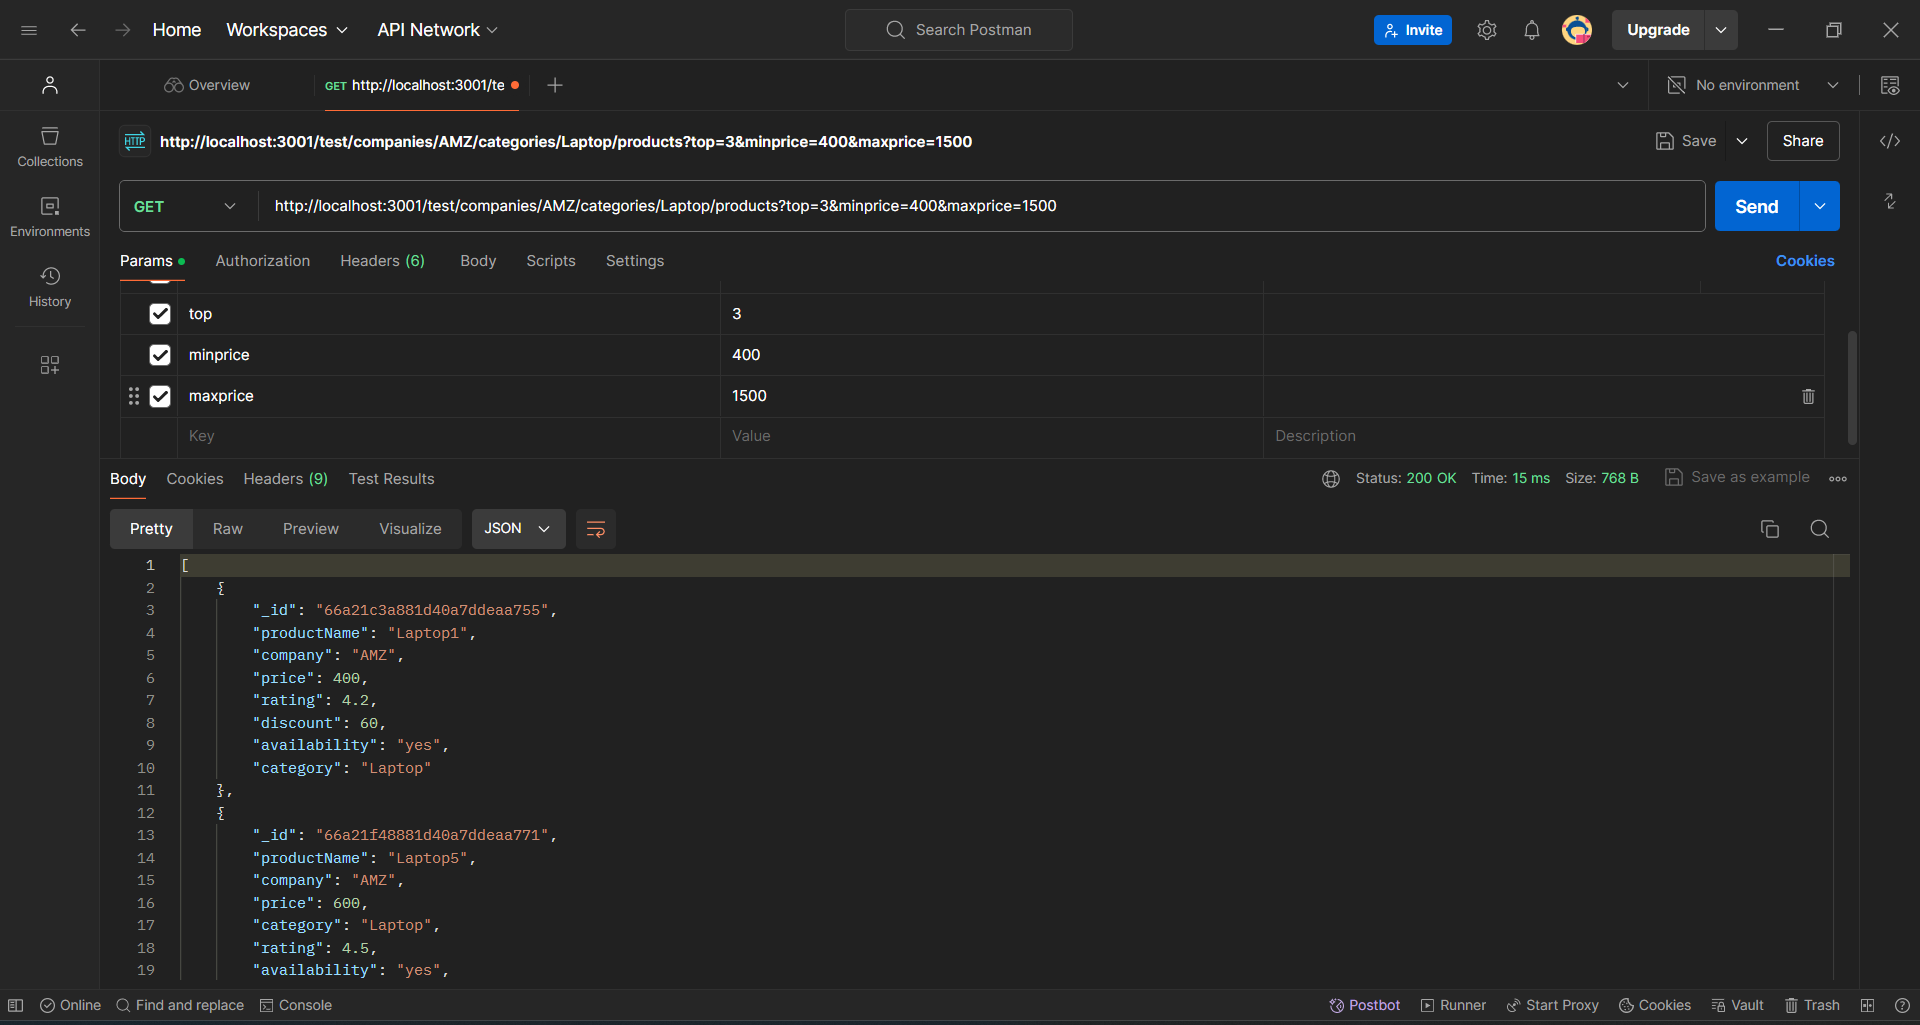 Home Workspaces API Network Search Postman Invite Upgrade
Overview GET http://localhost:3001/te No environment
HTTP http://localhost:3001/test/companies/AMZ/categories/Laptop/products?top=3&minprice=400&maxprice=1500 Save Share
Collections
GET http://localhost:3001/test/companies/AMZ/categories/Laptop/products?top=3&minprice=400&maxprice=1500 Send
Environments
Params Authorization Headers (6) Body Scripts Settings Cookies
History
top 3
minprice 400
maxprice 1500
Key Value Description
Body Cookies Headers (9) Test Results Status: 200 OK Time: 15 ms Size: 768 B Save as example
Pretty Raw Preview Visualize JSON
1 [
2 {
3 "_id": "66a21c3a881d40a7ddeaa755",
4 "productName": "Laptop1",
5 "company": "AMZ",
6 "price": 400,
7 "rating": 4.2,
8 "discount": 60,
9 "availability": "yes",
10 "category": "Laptop"
11 },
12 {
13 "_id": "66a21f48881d40a7ddeaa771",
14 "productName": "Laptop5",
15 "company": "AMZ",
16 "price": 600,
17 "category": "Laptop",
18 "rating": 4.5,
19 "availability": "yes",
Online Find and replace Console Postbot Runner Start Proxy Cookies Vault Trash